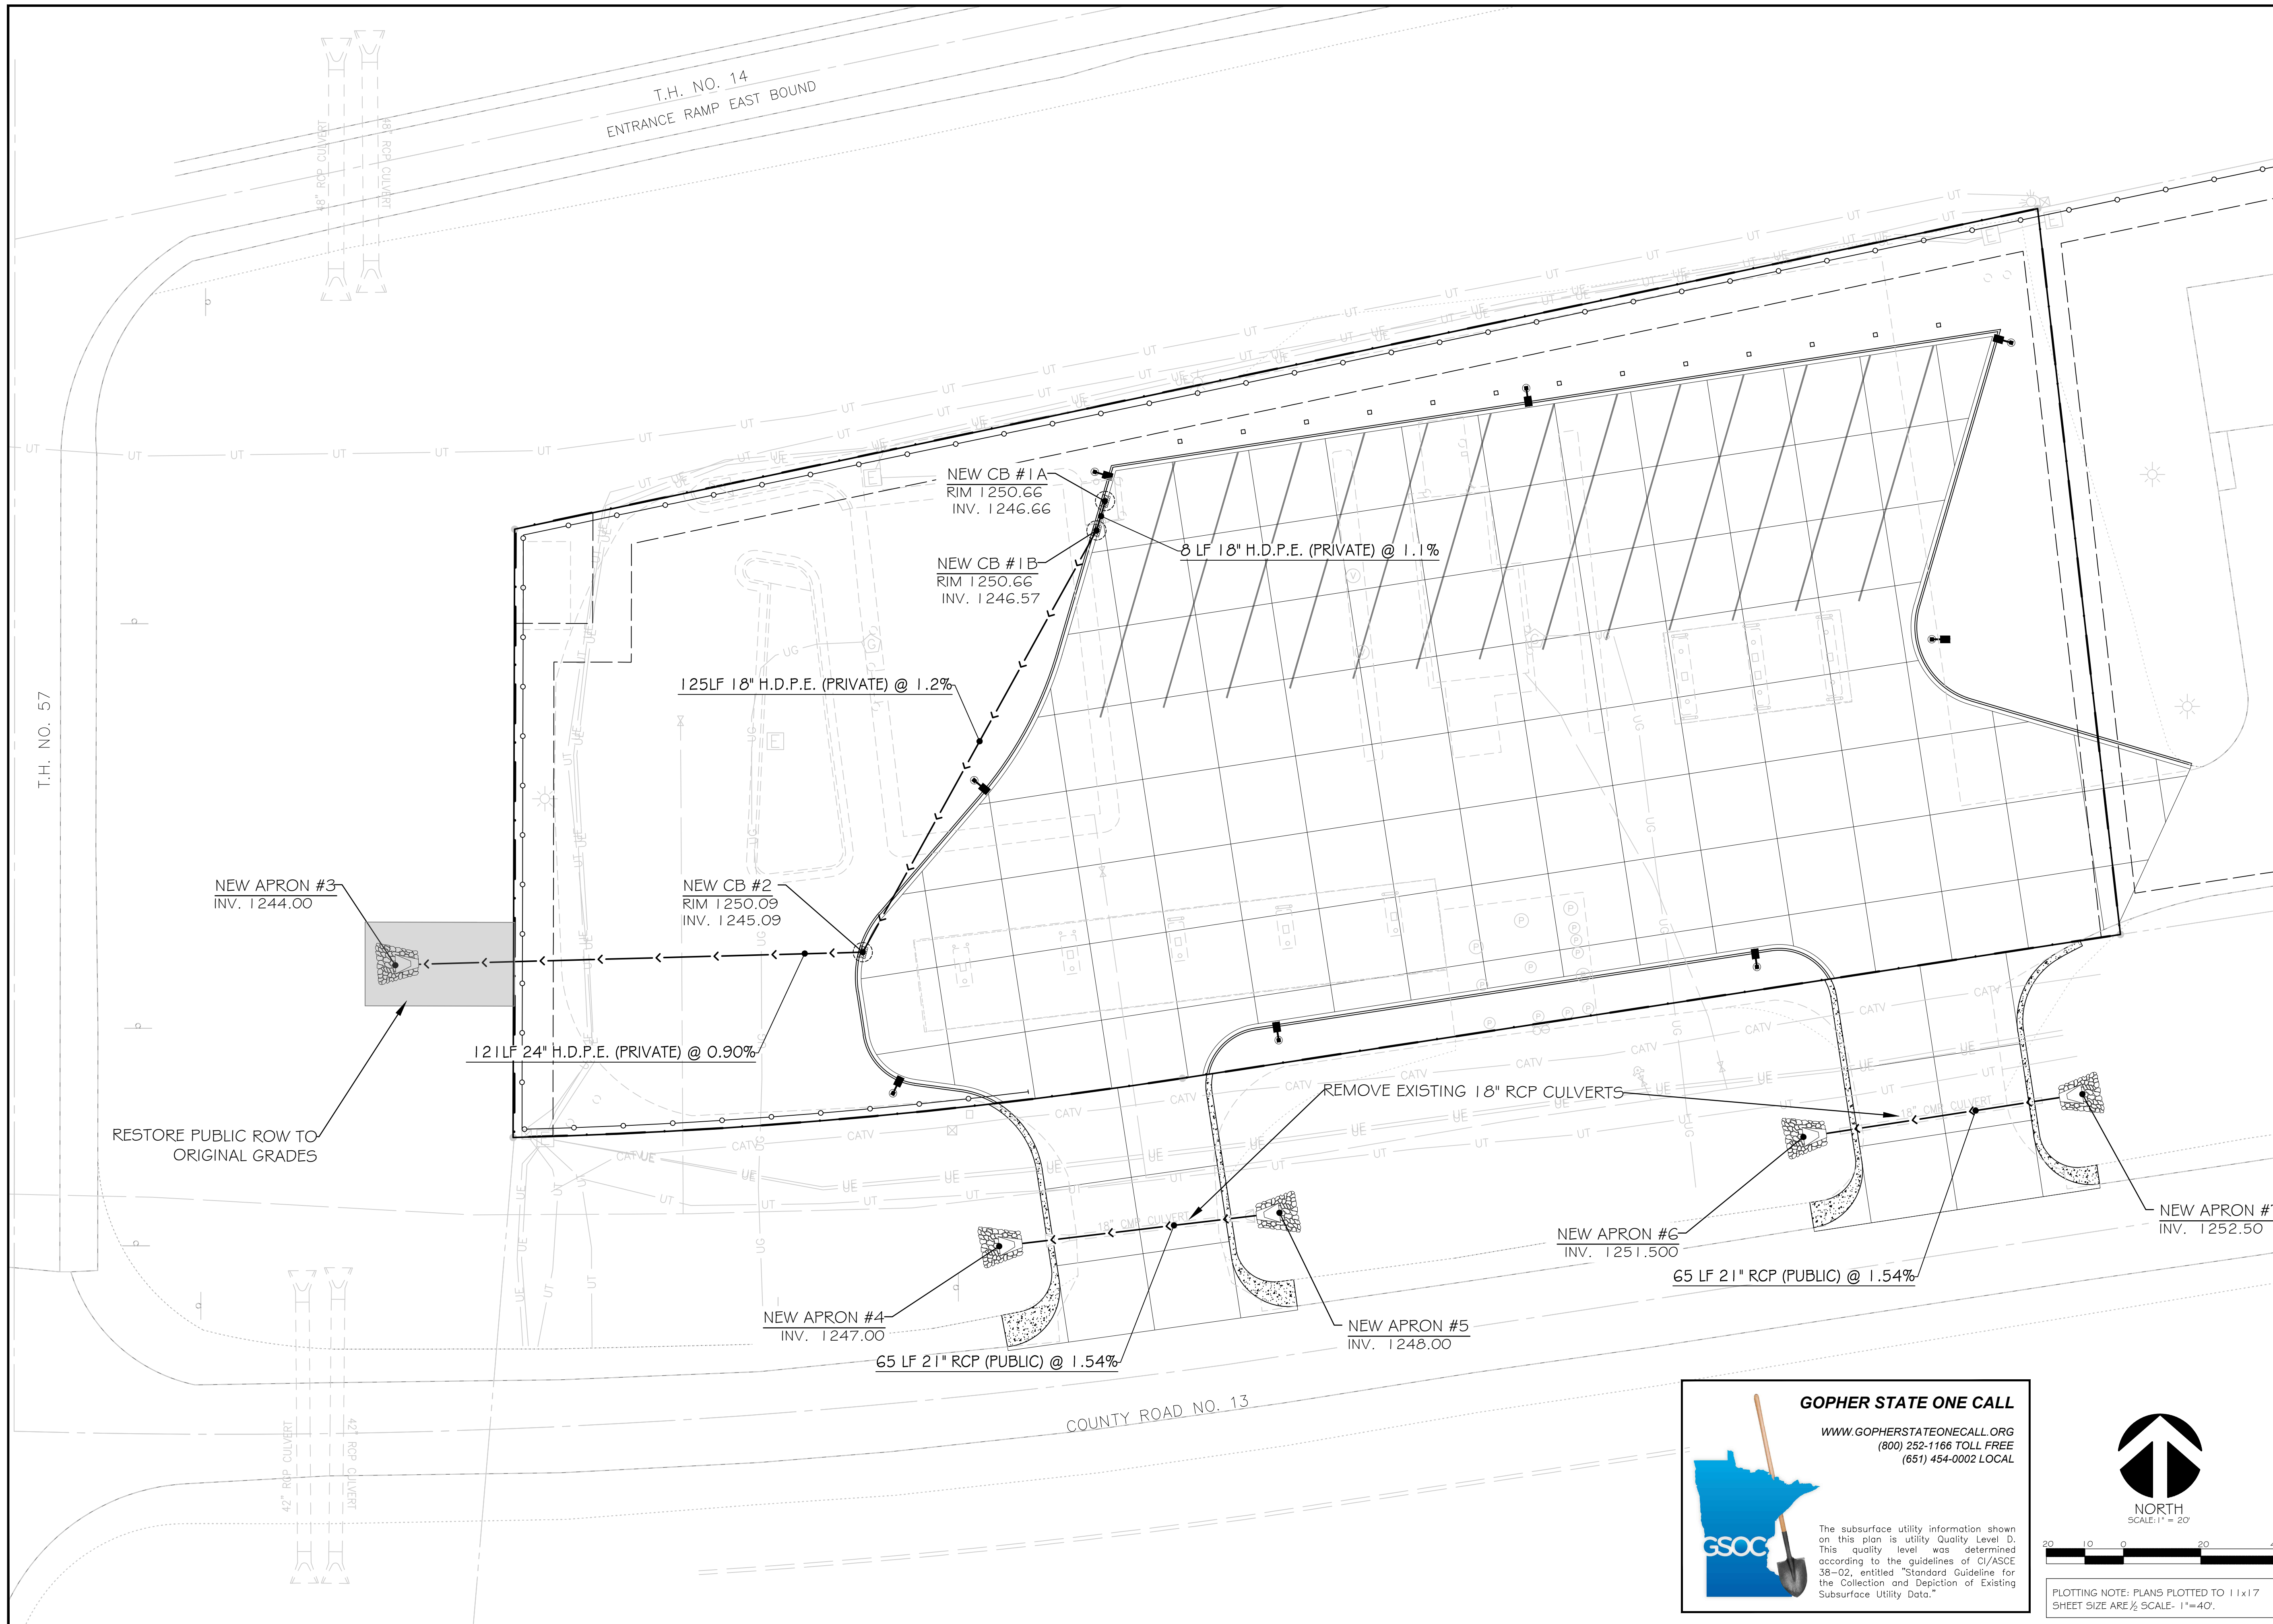 T.H. NO. 14
ENTRANCE RAMP EAST BOUND
48" RCP CULVERT
48" RCP CULVERT
T.H. NO. 57
NEW CB #1A
RIM 1250.66
INV. 1246.66
NEW CB #1B
RIM 1250.66
INV. 1246.57
8 LF 18" H.D.P.E. (PRIVATE) @ 1.1%
125LF 18" H.D.P.E. (PRIVATE) @ 1.2%
NEW APRON #3
INV. 1244.00
NEW CB #2
RIM 1250.09
INV. 1245.09
121LF 24" H.D.P.E. (PRIVATE) @ 0.90%
RESTORE PUBLIC ROW TO
ORIGINAL GRADES
REMOVE EXISTING 18" RCP CULVERTS
18" CMP CULVERT
18" CMP CULVERT
NEW APRON #4
INV. 1247.00
65 LF 21" RCP (PUBLIC) @ 1.54%
NEW APRON #5
INV. 1248.00
NEW APRON #6
INV. 1251.500
65 LF 21" RCP (PUBLIC) @ 1.54%
NEW APRON
INV. 1252.50
COUNTY ROAD NO. 13
42" RCP CULVERT
42" RCP CULVERT
GOPHER STATE ONE CALL
WWW.GOPHERSTATEONECALL.ORG
(800) 252-1166 TOLL FREE
(651) 454-0002 LOCAL
GSOC
The subsurface utility information shown
on this plan is utility Quality Level D.
This quality level was determined
according to the guidelines of CI/ASCE
38-02, entitled "Standard Guideline for
the Collection and Depiction of Existing
Subsurface Utility Data."
NORTH
SCALE:1" = 20'
20 10 0 20
PLOTTING NOTE: PLANS PLOTTED TO 11x17
SHEET SIZE ARE ½ SCALE- 1"=40'.